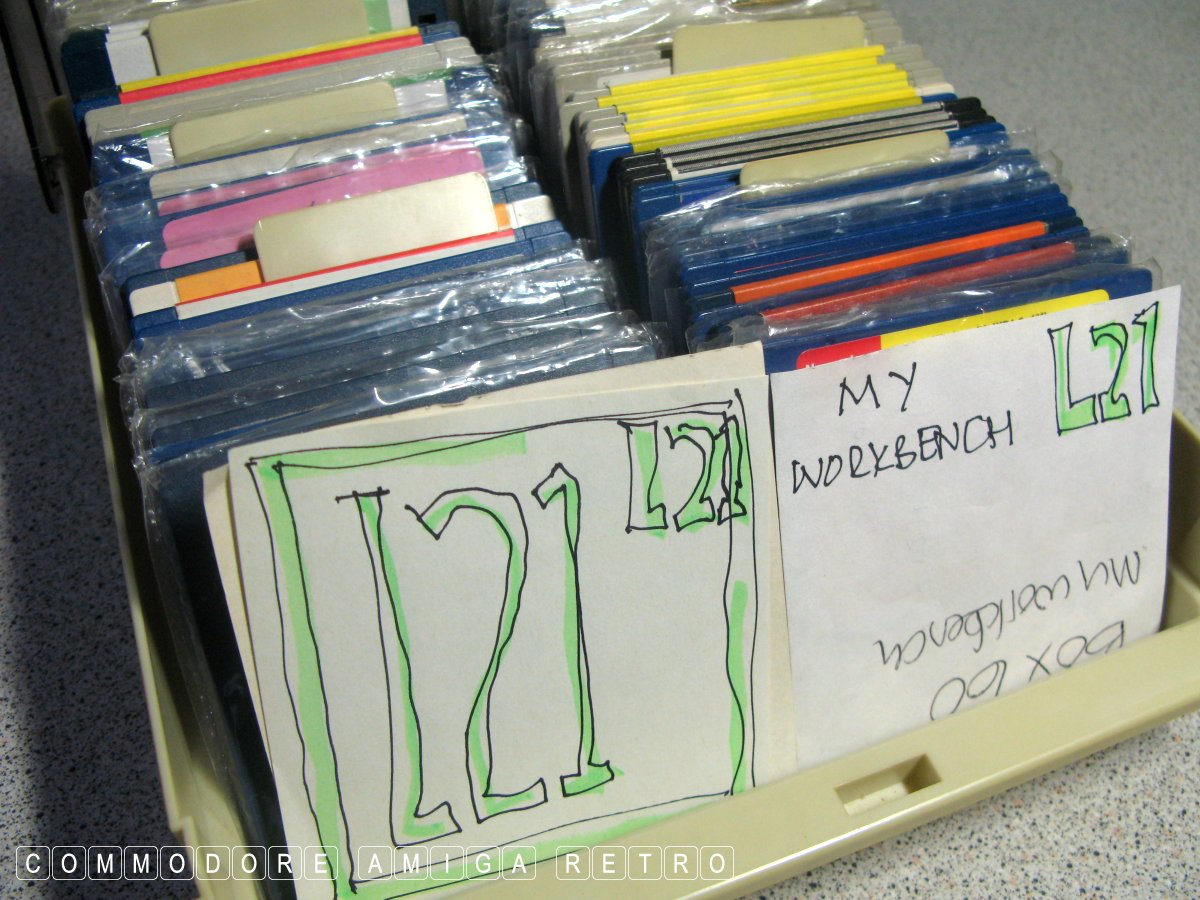 L21
L21
MY
WORKBENCH
L21
My workbench
BOX 60
COMMODORE AMIGA RETRO